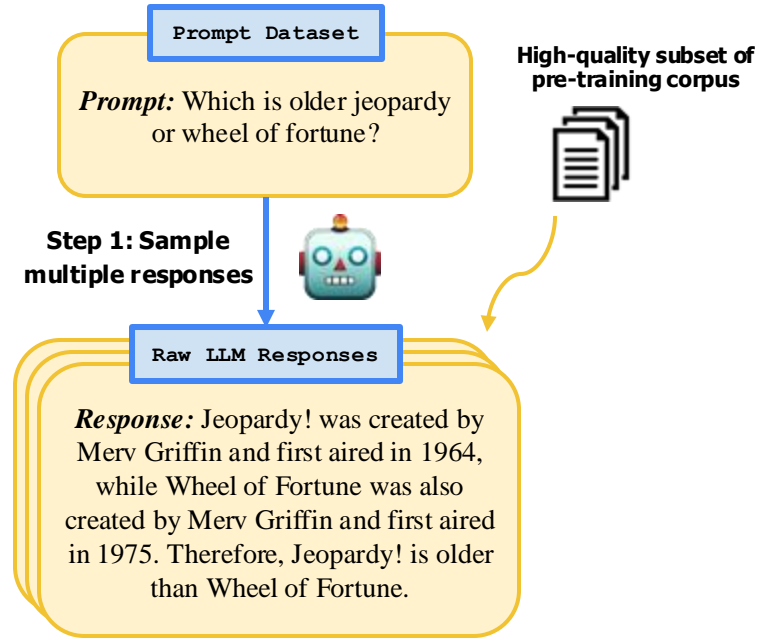 Prompt Dataset
Prompt: Which is older jeopardy
or wheel of fortune?
High-quality subset of
pre-training corpus
Step 1: Sample
multiple responses
Raw LLM Responses
Response: Jeopardy! was created by
Merv Griffin and first aired in 1964,
while Wheel of Fortune was also
created by Merv Griffin and first aired
in 1975. Therefore, Jeopardy! is older
than Wheel of Fortune.